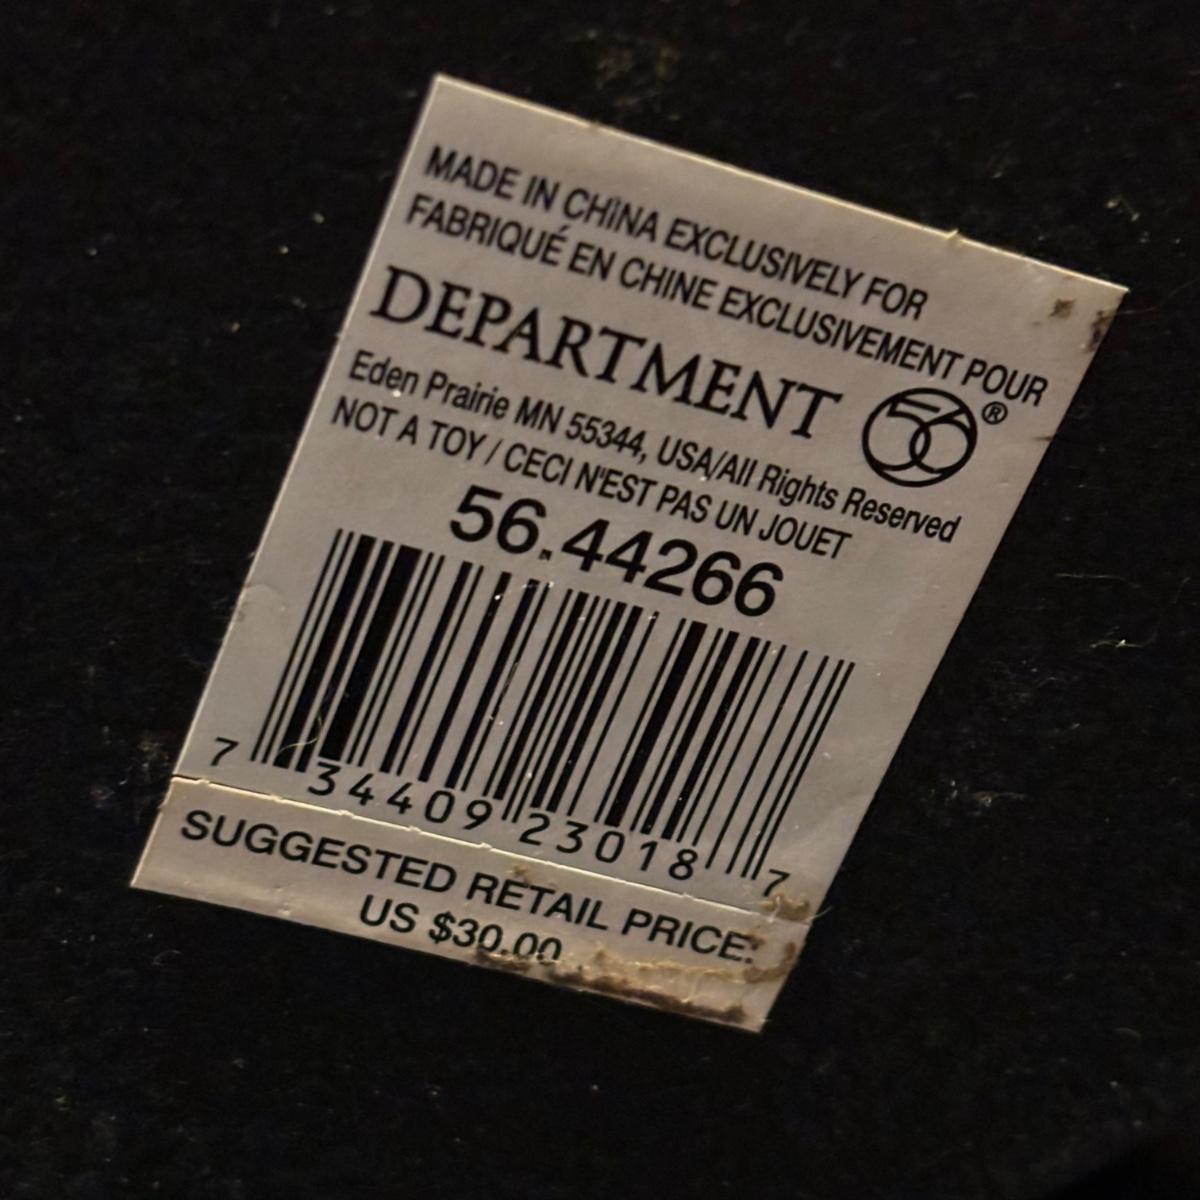 MADE IN CHINA EXCLUSIVELY FOR
FABRIQUÉ EN CHINE EXCLUSIVEMENT POUR
DEPARTMENT 56®
Eden Prairie MN 55344, USA/All Rights Reserved
NOT A TOY / CECI N'EST PAS UN JOUET
56.44266
7 34409 23018 7
SUGGESTED RETAIL PRICE:
US $30.00